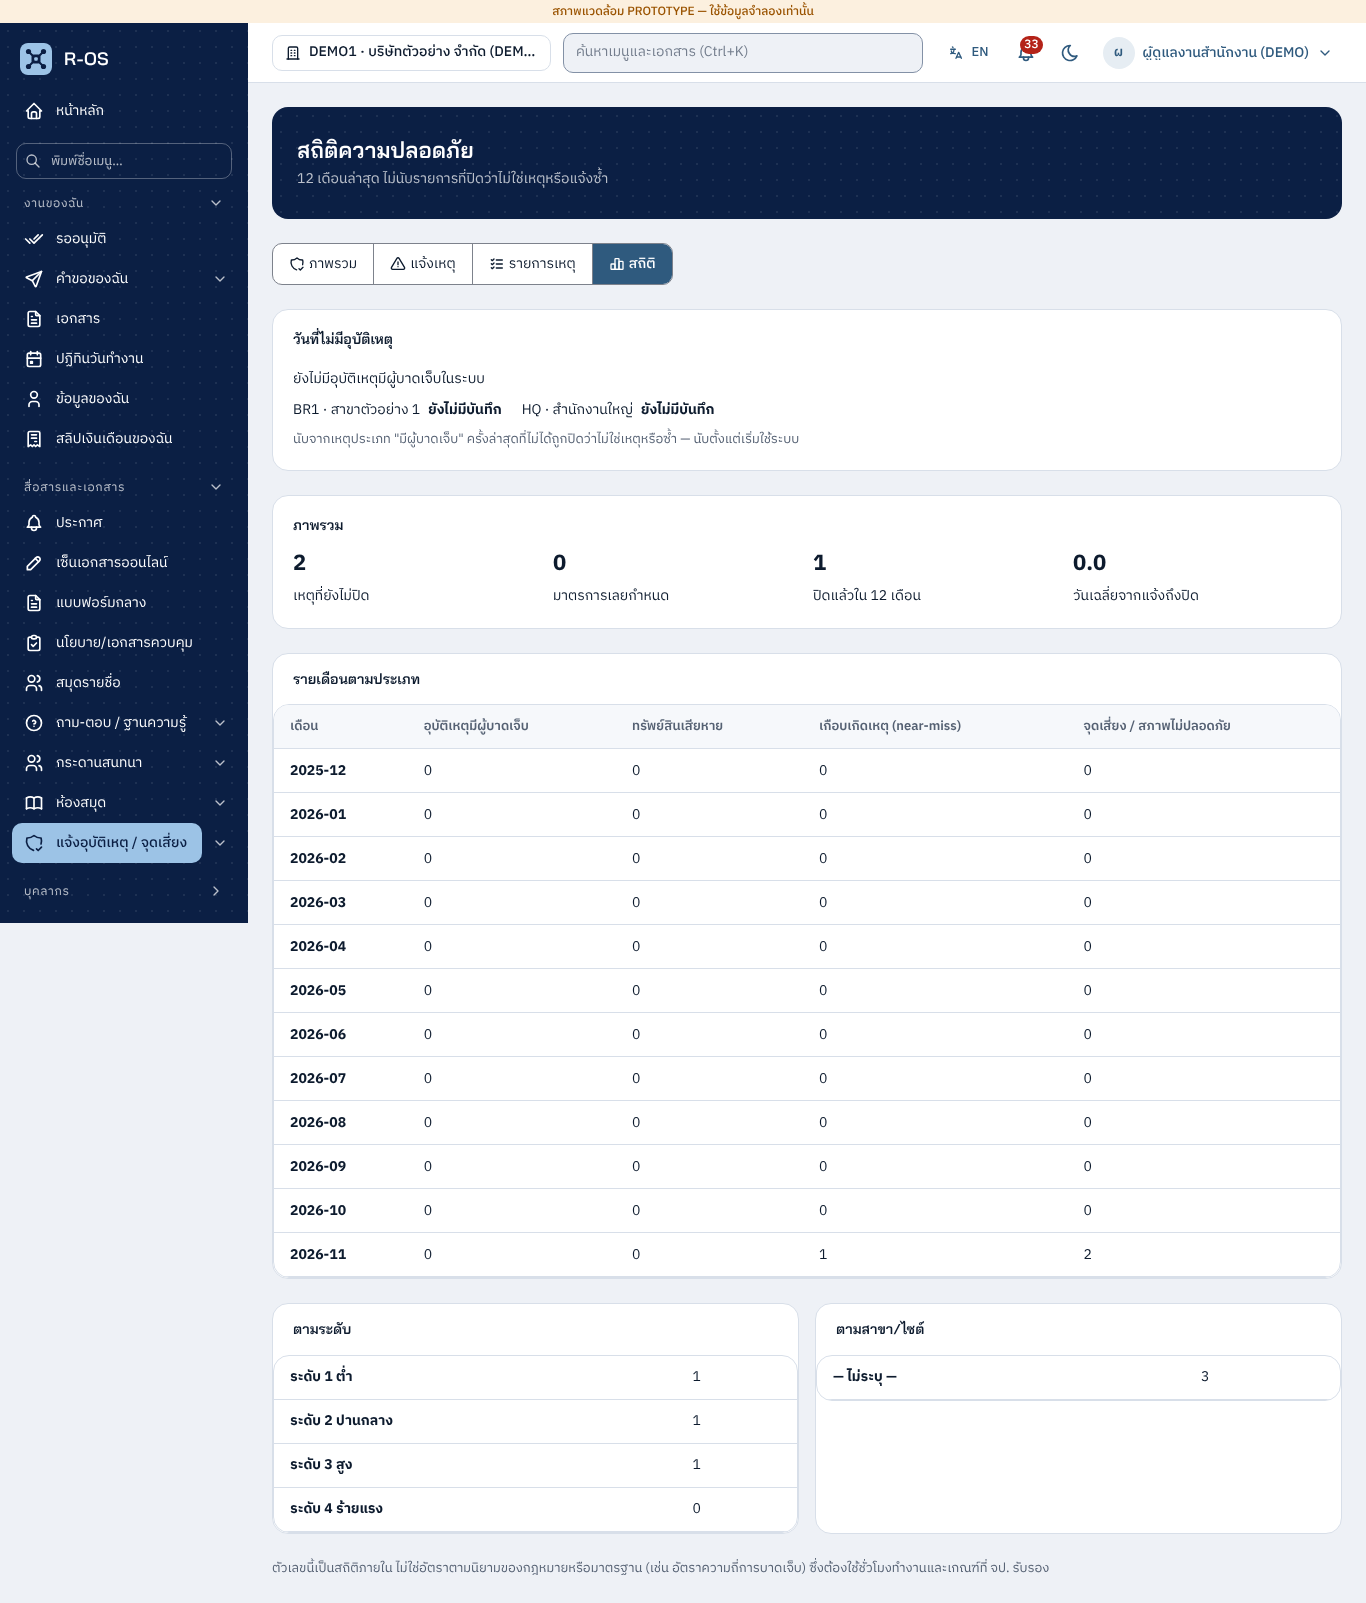 สภาพแวดล้อม PROTOTYPE — ใช้ข้อมูลจำลองเท่านั้น
R-OS
DEMO1 · บริษัทตัวอย่าง จำกัด (DEM...
ค้นหาเมนูและเอกสาร (Ctrl+K)
EN
33
ผ
ผู้ดูแลงานสำนักงาน (DEMO)
หน้าหลัก
พิมพ์ชื่อเมนู...
งานของฉัน
รออนุมัติ
คำขอของฉัน
เอกสาร
ปฏิทินวันทำงาน
ข้อมูลของฉัน
สลิปเงินเดือนของฉัน
สื่อสารและเอกสาร
ประกาศ
เซ็นเอกสารออนไลน์
แบบฟอร์มกลาง
นโยบาย/เอกสารควบคุม
สมุดรายชื่อ
ถาม-ตอบ / ฐานความรู้
กระดานสนทนา
ห้องสมุด
แจ้งอุบัติเหตุ / จุดเสี่ยง
บุคลากร
สถิติความปลอดภัย
12 เดือนล่าสุด ไม่นับรายการที่ปิดว่าไม่ใช่เหตุหรือแจ้งซ้ำ
ภาพรวม แจ้งเหตุ รายการเหตุ สถิติ
วันที่ไม่มีอุบัติเหตุ
ยังไม่มีอุบัติเหตุมีผู้บาดเจ็บในระบบ
BR1 · สาขาตัวอย่าง 1 ยังไม่มีบันทึก HQ · สำนักงานใหญ่ ยังไม่มีบันทึก
นับจากเหตุประเภท "มีผู้บาดเจ็บ" ครั้งล่าสุดที่ไม่ได้ถูกปิดว่าไม่ใช่เหตุหรือซ้ำ — นับตั้งแต่เริ่มใช้ระบบ
ภาพรวม
2 0 1 0.0
เหตุที่ยังไม่ปิด มาตรการเลยกำหนด ปิดแล้วใน 12 เดือน วันเฉลี่ยจากแจ้งถึงปิด
รายเดือนตามประเภท
เดือน อุบัติเหตุมีผู้บาดเจ็บ ทรัพย์สินเสียหาย เกือบเกิดเหตุ (near-miss) จุดเสี่ยง / สภาพไม่ปลอดภัย
2025-12 0 0 0 0
2026-01 0 0 0 0
2026-02 0 0 0 0
2026-03 0 0 0 0
2026-04 0 0 0 0
2026-05 0 0 0 0
2026-06 0 0 0 0
2026-07 0 0 0 0
2026-08 0 0 0 0
2026-09 0 0 0 0
2026-10 0 0 0 0
2026-11 0 0 1 2
ตามระดับ
ระดับ 1 ต่ำ 1
ระดับ 2 ปานกลาง 1
ระดับ 3 สูง 1
ระดับ 4 ร้ายแรง 0
ตามสาขา/ไซต์
— ไม่ระบุ — 3
ตัวเลขนี้เป็นสถิติภายใน ไม่ใช่อัตราตามนิยามของกฎหมายหรือมาตรฐาน (เช่น อัตราความถี่การบาดเจ็บ) ซึ่งต้องใช้ชั่วโมงทำงานและเกณฑ์ที่ จป. รับรอง